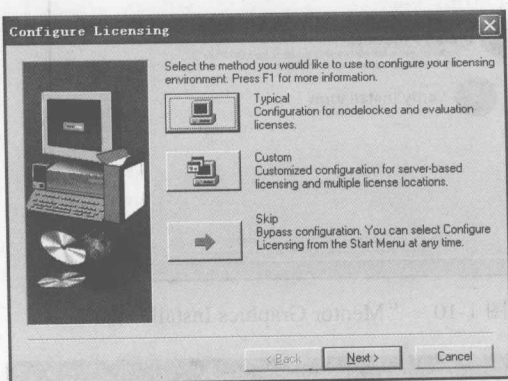 Configure Licensing
Select the method you would like to use to configure your licensing
environment. Press F1 for more information.
Typical
Configuration for nodelocked and evaluation
licenses.
Custom
Customized configuration for server-based
licensing and multiple license locations.
Skip
Bypass configuration. You can select Configure
Licensing from the Start Menu at any time.
< Back
Next >
Cancel